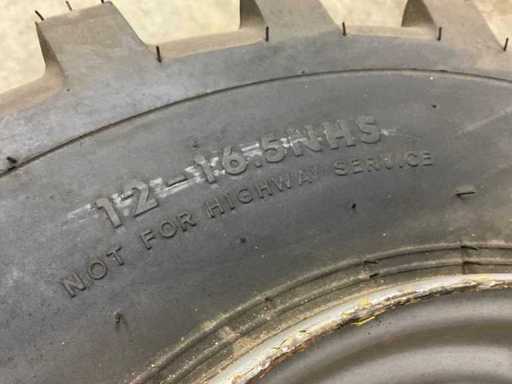 12-16.5NHS
NOT FOR HIGHWAY SERVICE